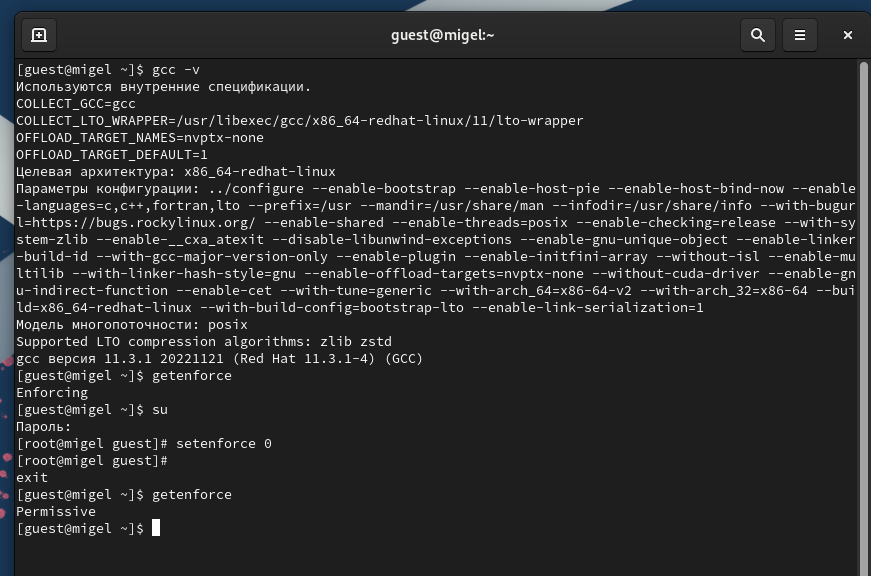 guest@migel:~
[guest@migel ~]$ gcc -v
Используются внутренние спецификации.
COLLECT_GCC=gcc
COLLECT_LTO_WRAPPER=/usr/libexec/gcc/x86_64-redhat-linux/11/lto-wrapper
OFFLOAD_TARGET_NAMES=nvptx-none
OFFLOAD_TARGET_DEFAULT=1
Целевая архитектура: x86_64-redhat-linux
Параметры конфигурации: ../configure --enable-bootstrap --enable-host-pie --enable-host-bind-now --enable
-languages=c,c++,fortran,lto --prefix=/usr --mandir=/usr/share/man --infodir=/usr/share/info --with-bugur
l=https://bugs.rockylinux.org/ --enable-shared --enable-threads=posix --enable-checking=release --with-sy
stem-zlib --enable-__cxa_atexit --disable-libunwind-exceptions --enable-gnu-unique-object --enable-linker
-build-id --with-gcc-major-version-only --enable-plugin --enable-initfini-array --without-isl --enable-mu
ltilib --with-linker-hash-style=gnu --enable-offload-targets=nvptx-none --without-cuda-driver --enable-gn
u-indirect-function --enable-cet --with-tune=generic --with-arch_64=x86-64-v2 --with-arch_32=x86-64 --bui
ld=x86_64-redhat-linux --with-build-config=bootstrap-lto --enable-link-serialization=1
Модель многопоточности: posix
Supported LTO compression algorithms: zlib zstd
gcc версия 11.3.1 20221121 (Red Hat 11.3.1-4) (GCC)
[guest@migel ~]$ getenforce
Enforcing
[guest@migel ~]$ su
Пароль:
[root@migel guest]# setenforce 0
[root@migel guest]#
exit
[guest@migel ~]$ getenforce
Permissive
[guest@migel ~]$